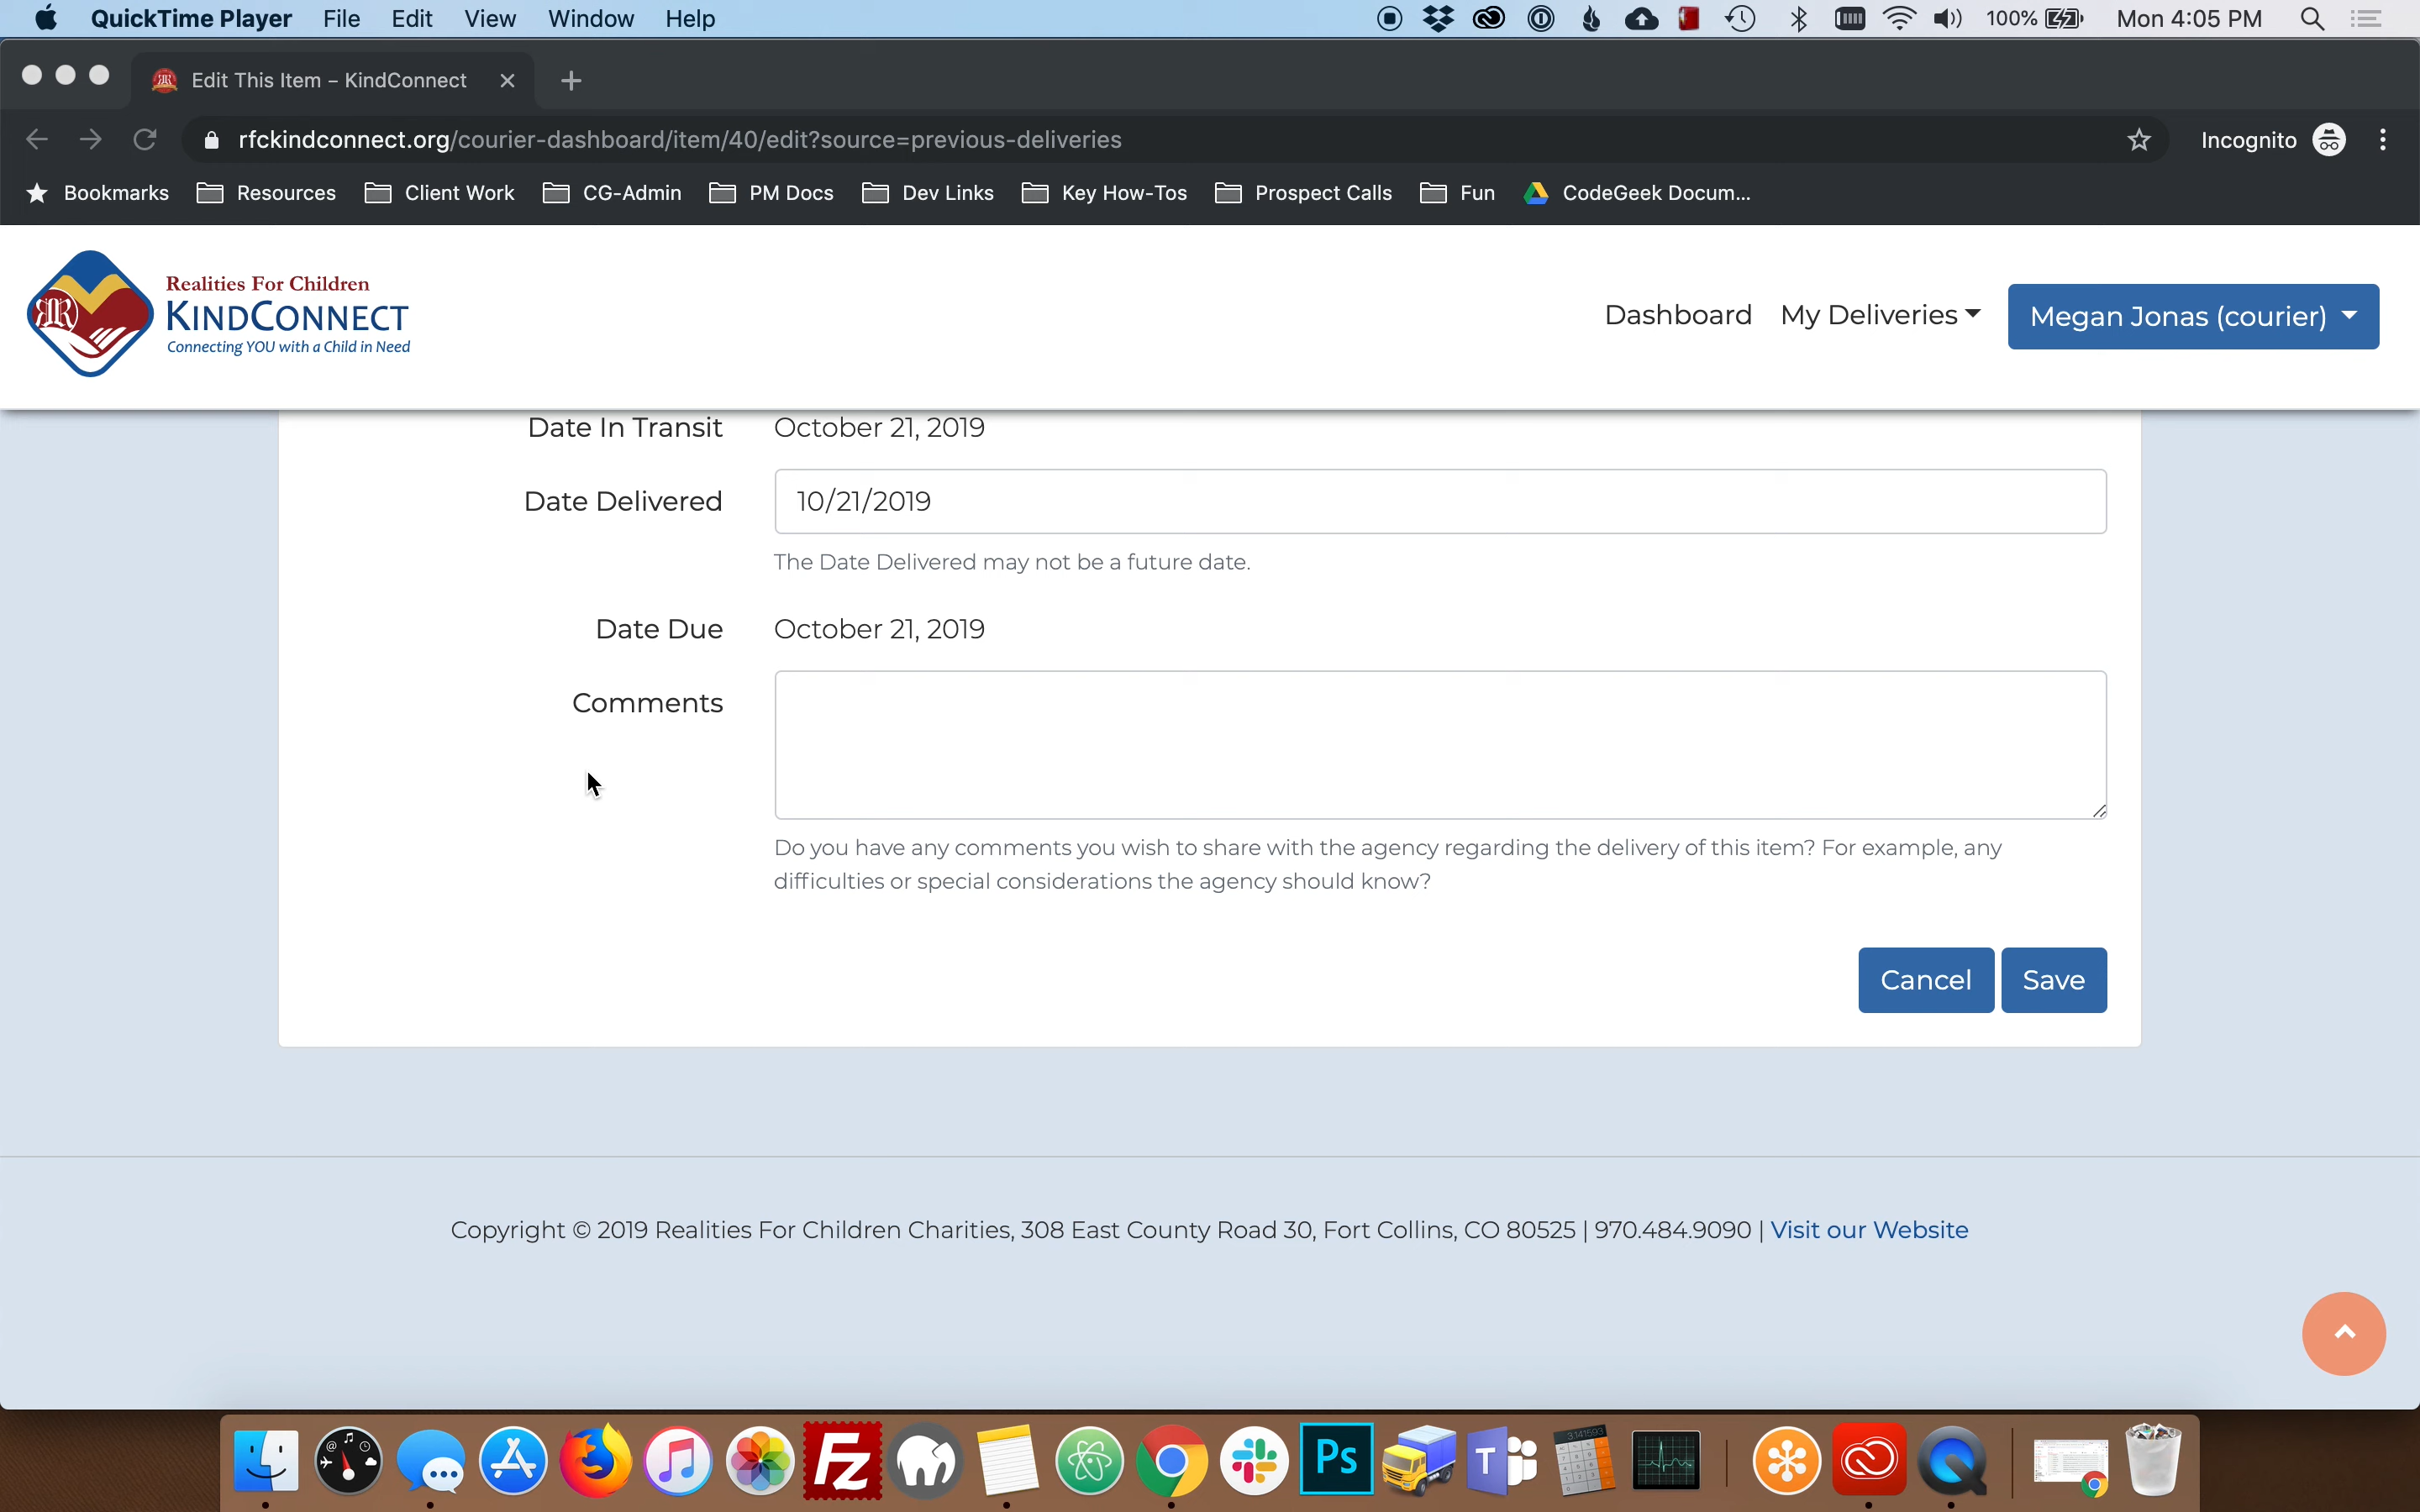 QuickTime Player File Edit View Window Help 100% Mon 4:05 PM
Edit This Item – KindConnect
rfckindconnect.org/courier-dashboard/item/40/edit?source=previous-deliveries Incognito
Bookmarks Resources Client Work CG-Admin PM Docs Dev Links Key How-Tos Prospect Calls Fun CodeGeek Docum...
Realities For Children
KINDCONNECT
Connecting YOU with a Child in Need
Dashboard My Deliveries Megan Jonas (courier)
Date In Transit October 21, 2019
Date Delivered 10/21/2019
The Date Delivered may not be a future date.
Date Due October 21, 2019
Comments
Do you have any comments you wish to share with the agency regarding the delivery of this item? For example, any
difficulties or special considerations the agency should know?
Cancel Save
Copyright © 2019 Realities For Children Charities, 308 East County Road 30, Fort Collins, CO 80525 | 970.484.9090 | Visit our Website
Fz Ps T 3.141593